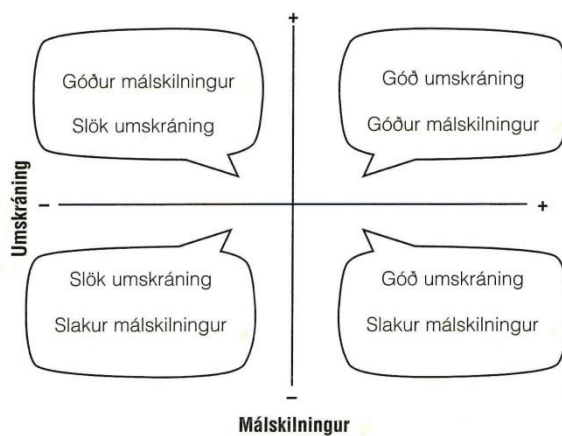 +
Góður málskilningur
Slök umskráning
Góð umskráning
Góður málskilningur
Umskráning
−
+
Slök umskráning
Slakur málskilningur
Góð umskráning
Slakur málskilningur
−
Málskilningur